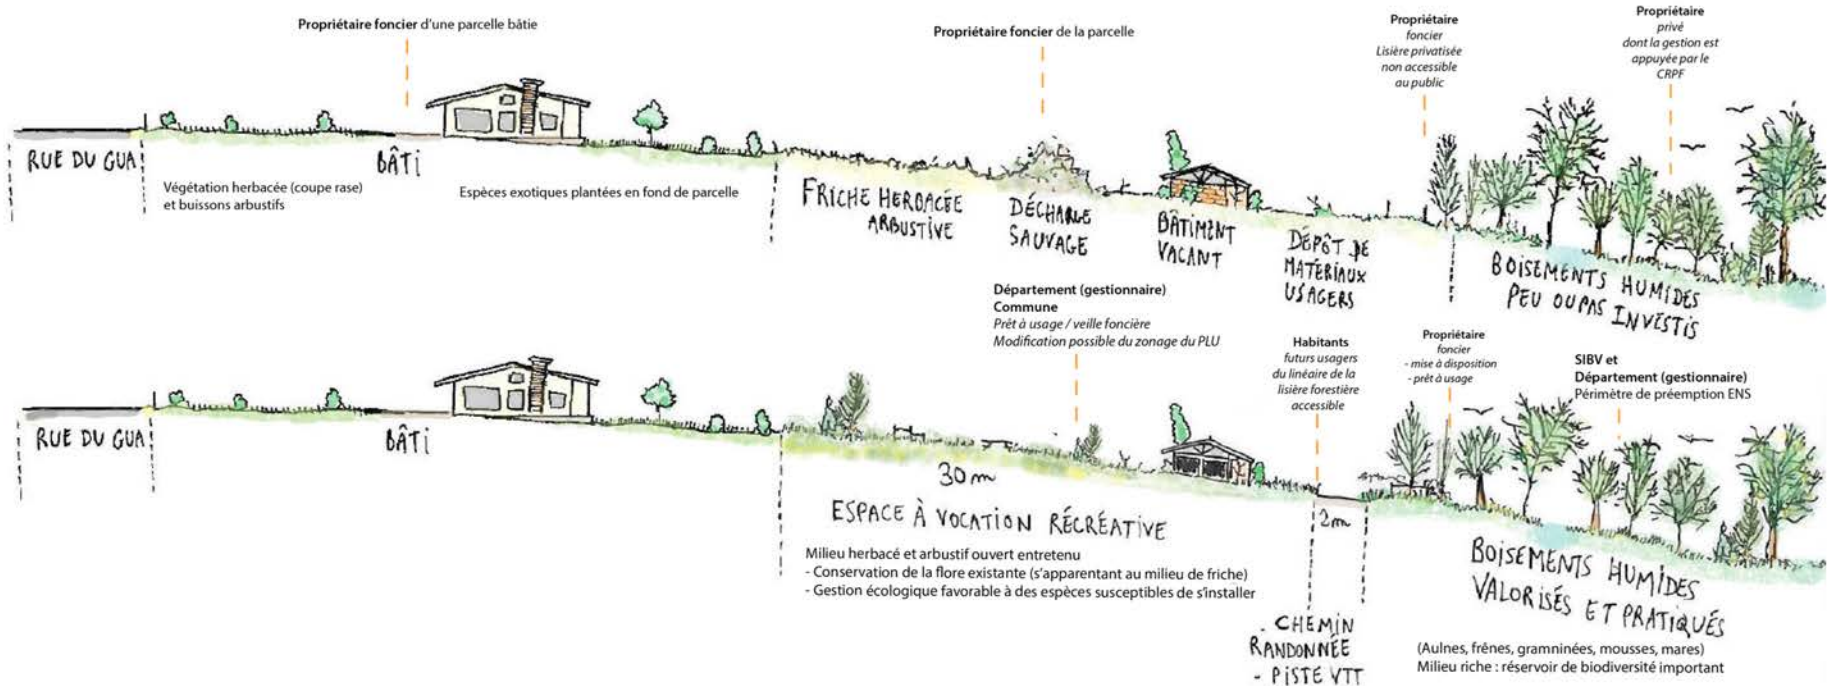 Propriétaire foncier d'une parcelle bâtie
Propriétaire foncier de la parcelle
Propriétaire
foncier
Lisière privatisée
non accessible
au public
Propriétaire
privé
dont la gestion est
appuyée par le
CRPF
RUE DU GUA
BÂTI
Végétation herbacée (coupe rase)
et buissons arbustifs
Espèces exotiques plantées en fond de parcelle
FRICHE HERBACÉE
ARBUSTIVE
DÉCHARGE
SAUVAGE
BÂTIMENT
VACANT
DÉPÔT DE
MATÉRIAUX
USAGERS
BOISEMENTS HUMIDES
PEU OU PAS INVESTIS
Département (gestionnaire)
Commune
Prêt à usage / veille foncière
Modification possible du zonage du PLU
Habitants
futurs usagers
du linéaire de la
lisière forestière
accessible
Propriétaire
foncier
- mise à disposition
- prêt à usage
SIBV et
Département (gestionnaire)
Périmètre de préemption ENS
RUE DU GUA
BÂTI
30 m
ESPACE À VOCATION RÉCRÉATIVE
Milieu herbacé et arbustif ouvert entretenu
- Conservation de la flore existante (s'apparentant au milieu de friche)
- Gestion écologique favorable à des espèces susceptibles de s'installer
2m
- CHEMIN
RANDONNÉE
- PISTE VTT
BOISEMENTS HUMIDES
VALORISÉS ET PRATIQUÉS
(Aulnes, frênes, gramninées, mousses, mares)
Milieu riche : réservoir de biodiversité important